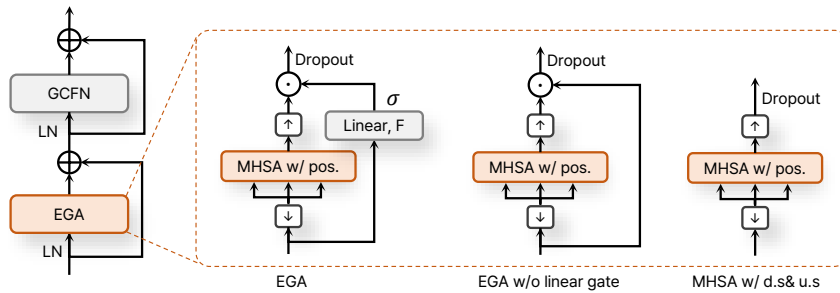 GCFN
LN
EGA
LN
Dropout
σ
↑
Linear, F
MHSA w/ pos.
↓
EGA
Dropout
↑
MHSA w/ pos.
↓
EGA w/o linear gate
Dropout
↑
MHSA w/ pos.
↓
MHSA w/ d.s& u.s